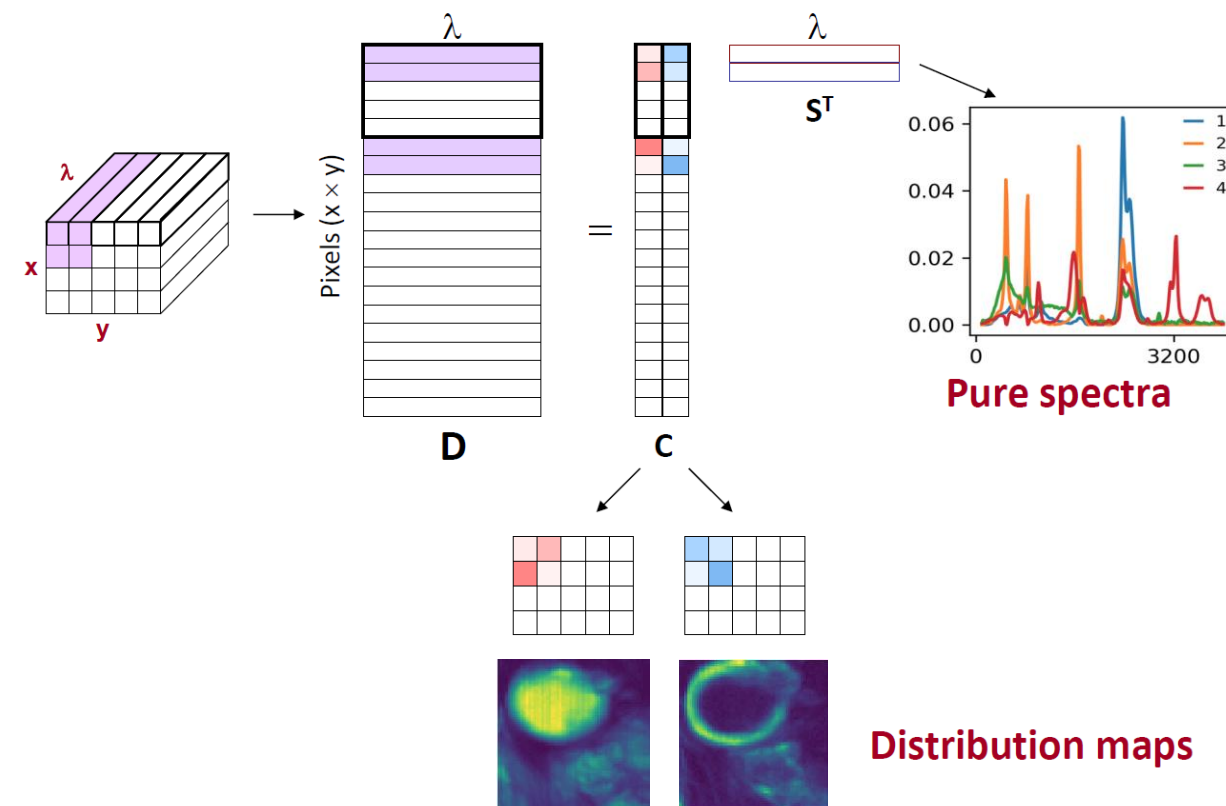 λ
λ
λ
x
y
Pixels (x × y)
D
=
C
Sᵀ
0.06
0.04
0.02
0.00
0
3200
1
2
3
4
Pure spectra
Distribution maps